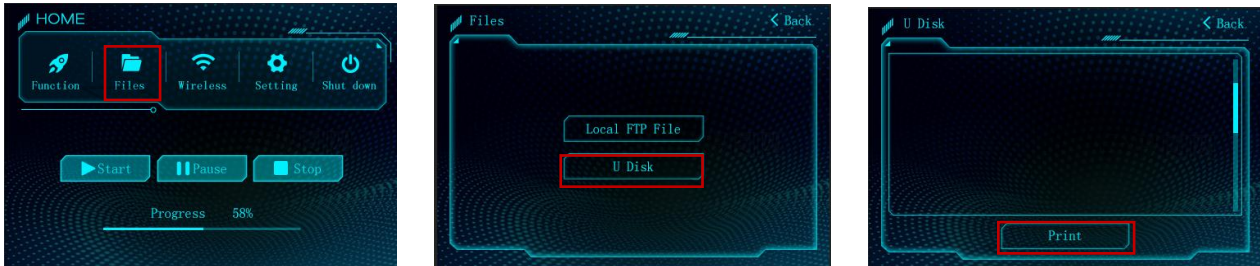 HOME
Function Files Wireless Setting Shut down
Start Pause Stop
Progress 58%
Files Back
Local FTP File
U Disk
U Disk Back
Print